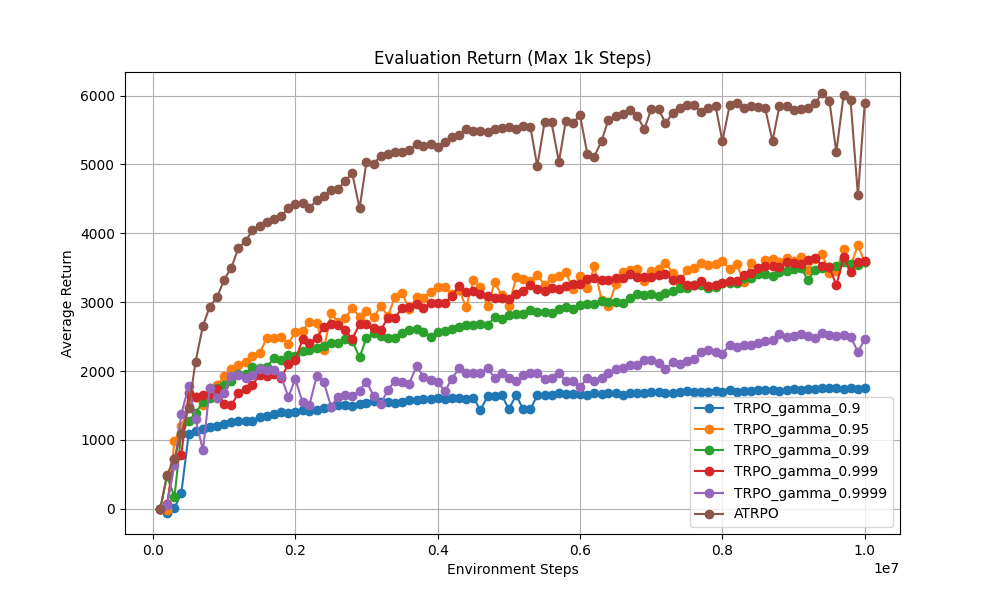 Evaluation Return (Max 1k Steps)
Average Return
6000
5000
4000
3000
2000
1000
0
0.0
0.2
0.4
0.6
0.8
1.0
1e7
Environment Steps
TRPO_gamma_0.9
TRPO_gamma_0.95
TRPO_gamma_0.99
TRPO_gamma_0.999
TRPO_gamma_0.9999
ATRPO